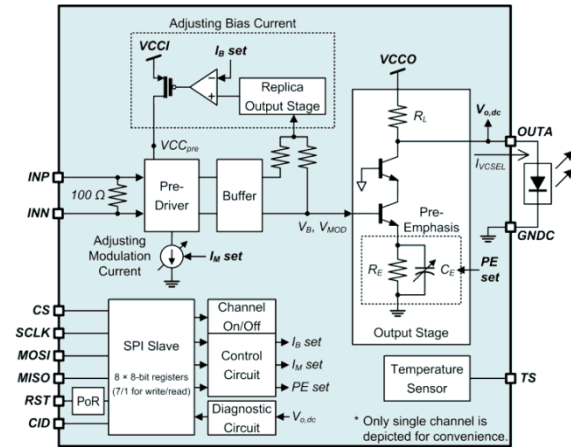 Adjusting Bias Current
VCCI
I_B set
Replica
Output Stage
VCC_pre
VCCO
R_L
V_o,dc
OUTA
I_VCSEL
GNDC
INP
100 Ω
INN
Pre-
Driver
Buffer
V_B, V_MOD
Adjusting
Modulation
Current
I_M set
Pre-
Emphasis
R_E
C_E
PE
set
Output Stage
CS
SCLK
MOSI
MISO
RST
CID
PoR
SPI Slave
8 × 8-bit registers
(7/1 for write/read)
Channel
On/Off
Control
Circuit
Diagnostic
Circuit
I_B set
I_M set
PE set
V_o,dc
Temperature
Sensor
TS
* Only single channel is
depicted for convenience.
−
+